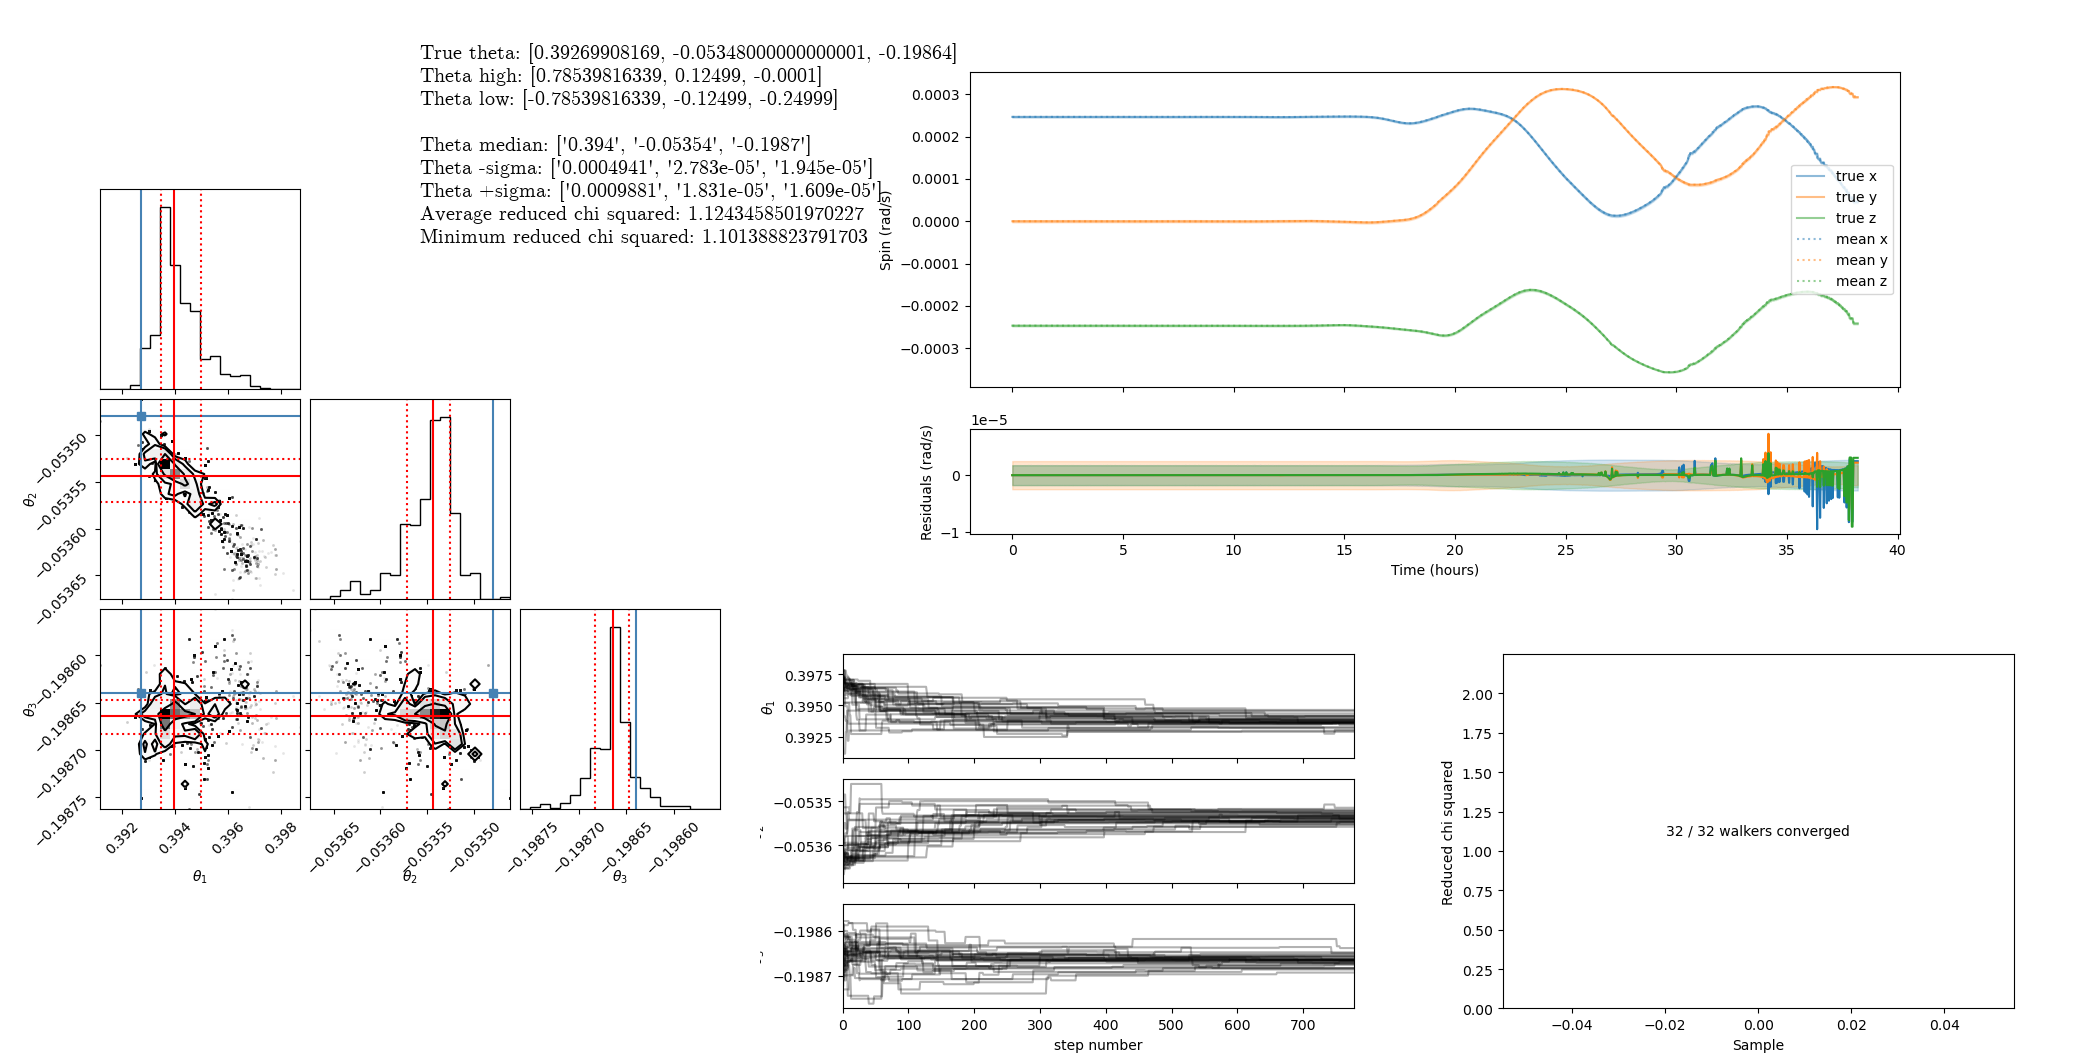 True theta: [0.39269908169, -0.05348000000000001, -0.19864]
Theta high: [0.78539816339, 0.12499, -0.0001]
Theta low: [-0.78539816339, -0.12499, -0.24999]
Theta median: ['0.394', '-0.05354', '-0.1987']
Theta -sigma: ['0.0004941', '2.783e-05', '1.945e-05']
Theta +sigma: ['0.0009881', '1.831e-05', '1.609e-05']
Average reduced chi squared: 1.1243458501970227
Minimum reduced chi squared: 1.101388823791703
θ2
−0.05350
−0.05355
−0.05360
−0.05365
θ3
−0.19860
−0.19865
−0.19870
−0.19875
0.392
0.394
0.396
0.398
θ1
−0.05365
−0.05360
−0.05355
−0.05350
θ2
−0.19875
−0.19870
−0.19865
−0.19860
θ3
Spin (rad/s)
0.0003
0.0002
0.0001
0.0000
−0.0001
−0.0002
−0.0003
true x
true y
true z
mean x
mean y
mean z
1e−5
Residuals (rad/s)
0
−1
0 5 10 15 20 25 30 35 40
Time (hours)
θ1
0.3975
0.3950
0.3925
−0.0535
−0.0536
−0.1986
−0.1987
0 100 200 300 400 500 600 700
step number
Reduced chi squared
2.00
1.75
1.50
1.25
1.00
0.75
0.50
0.25
0.00
32 / 32 walkers converged
−0.04 −0.02 0.00 0.02 0.04
Sample